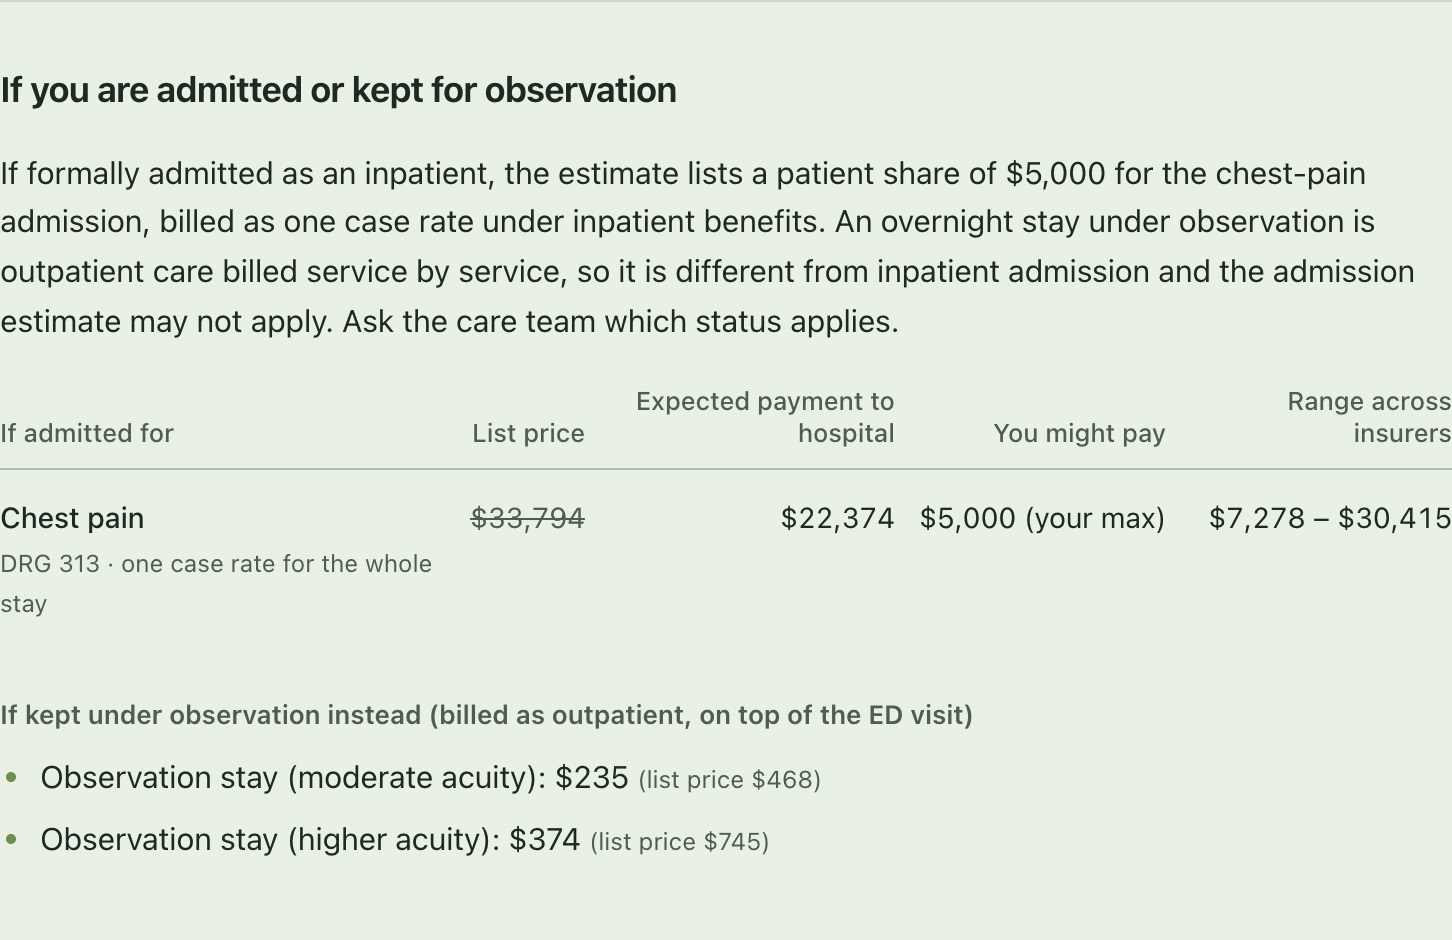 If you are admitted or kept for observation
If formally admitted as an inpatient, the estimate lists a patient share of $5,000 for the chest-pain
admission, billed as one case rate under inpatient benefits. An overnight stay under observation is
outpatient care billed service by service, so it is different from inpatient admission and the admission
estimate may not apply. Ask the care team which status applies.
If admitted for List price Expected payment to hospital You might pay Range across insurers
Chest pain $33,794 $22,374 $5,000 (your max) $7,278 – $30,415
DRG 313 · one case rate for the whole
stay
If kept under observation instead (billed as outpatient, on top of the ED visit)
• Observation stay (moderate acuity): $235 (list price $468)
• Observation stay (higher acuity): $374 (list price $745)